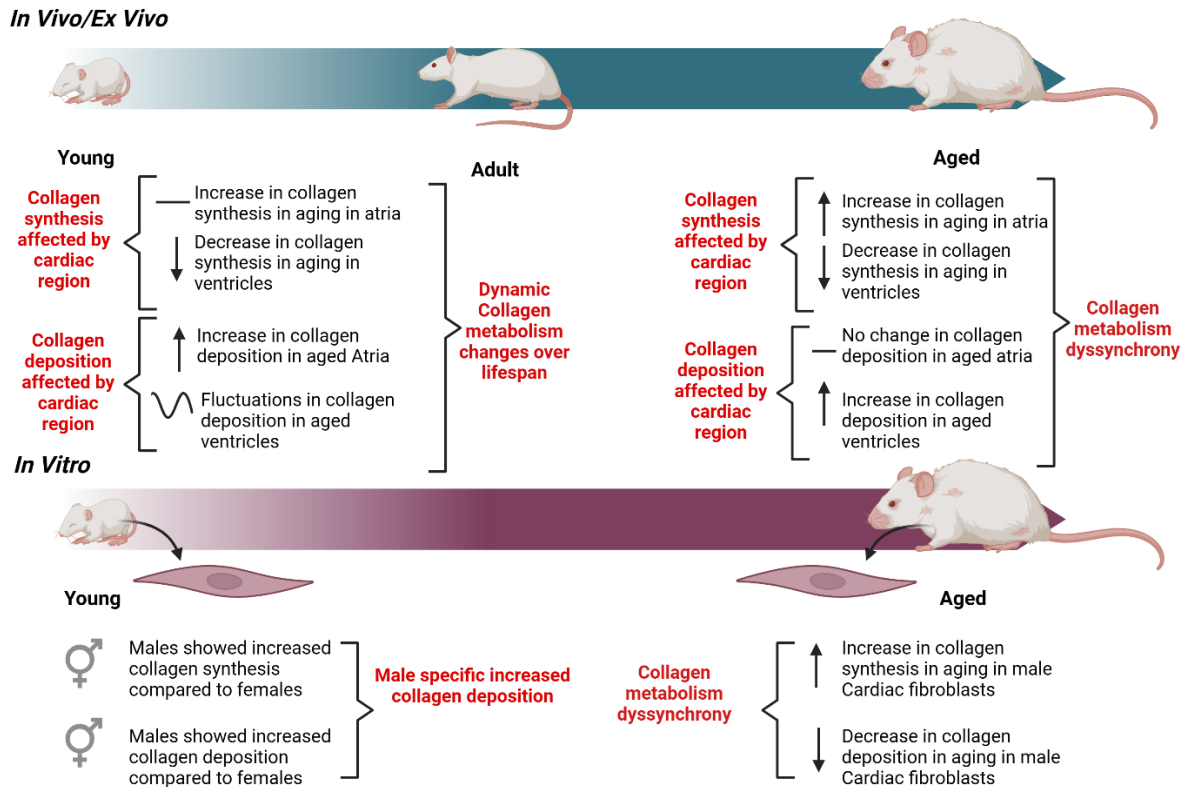 In Vivo/Ex Vivo
Young
Adult
Aged
Collagen
synthesis
affected by
cardiac
region
Increase in collagen
synthesis in aging in atria
Decrease in collagen
synthesis in aging in
ventricles
Collagen
deposition
affected by
cardiac
region
Increase in collagen
deposition in aged Atria
Fluctuations in collagen
deposition in aged
ventricles
Dynamic
Collagen
metabolism
changes over
lifespan
Collagen
synthesis
affected by
cardiac
region
Increase in collagen
synthesis in aging in atria
Decrease in collagen
synthesis in aging in
ventricles
Collagen
deposition
affected by
cardiac
region
No change in collagen
deposition in aged atria
Increase in collagen
deposition in aged
ventricles
Collagen
metabolism
dyssynchrony
In Vitro
Young
Aged
Males showed increased
collagen synthesis
compared to females
Males showed increased
collagen deposition
compared to females
Male specific increased
collagen deposition
Collagen
metabolism
dyssynchrony
Increase in collagen
synthesis in aging in male
Cardiac fibroblasts
Decrease in collagen
deposition in aging in male
Cardiac fibroblasts